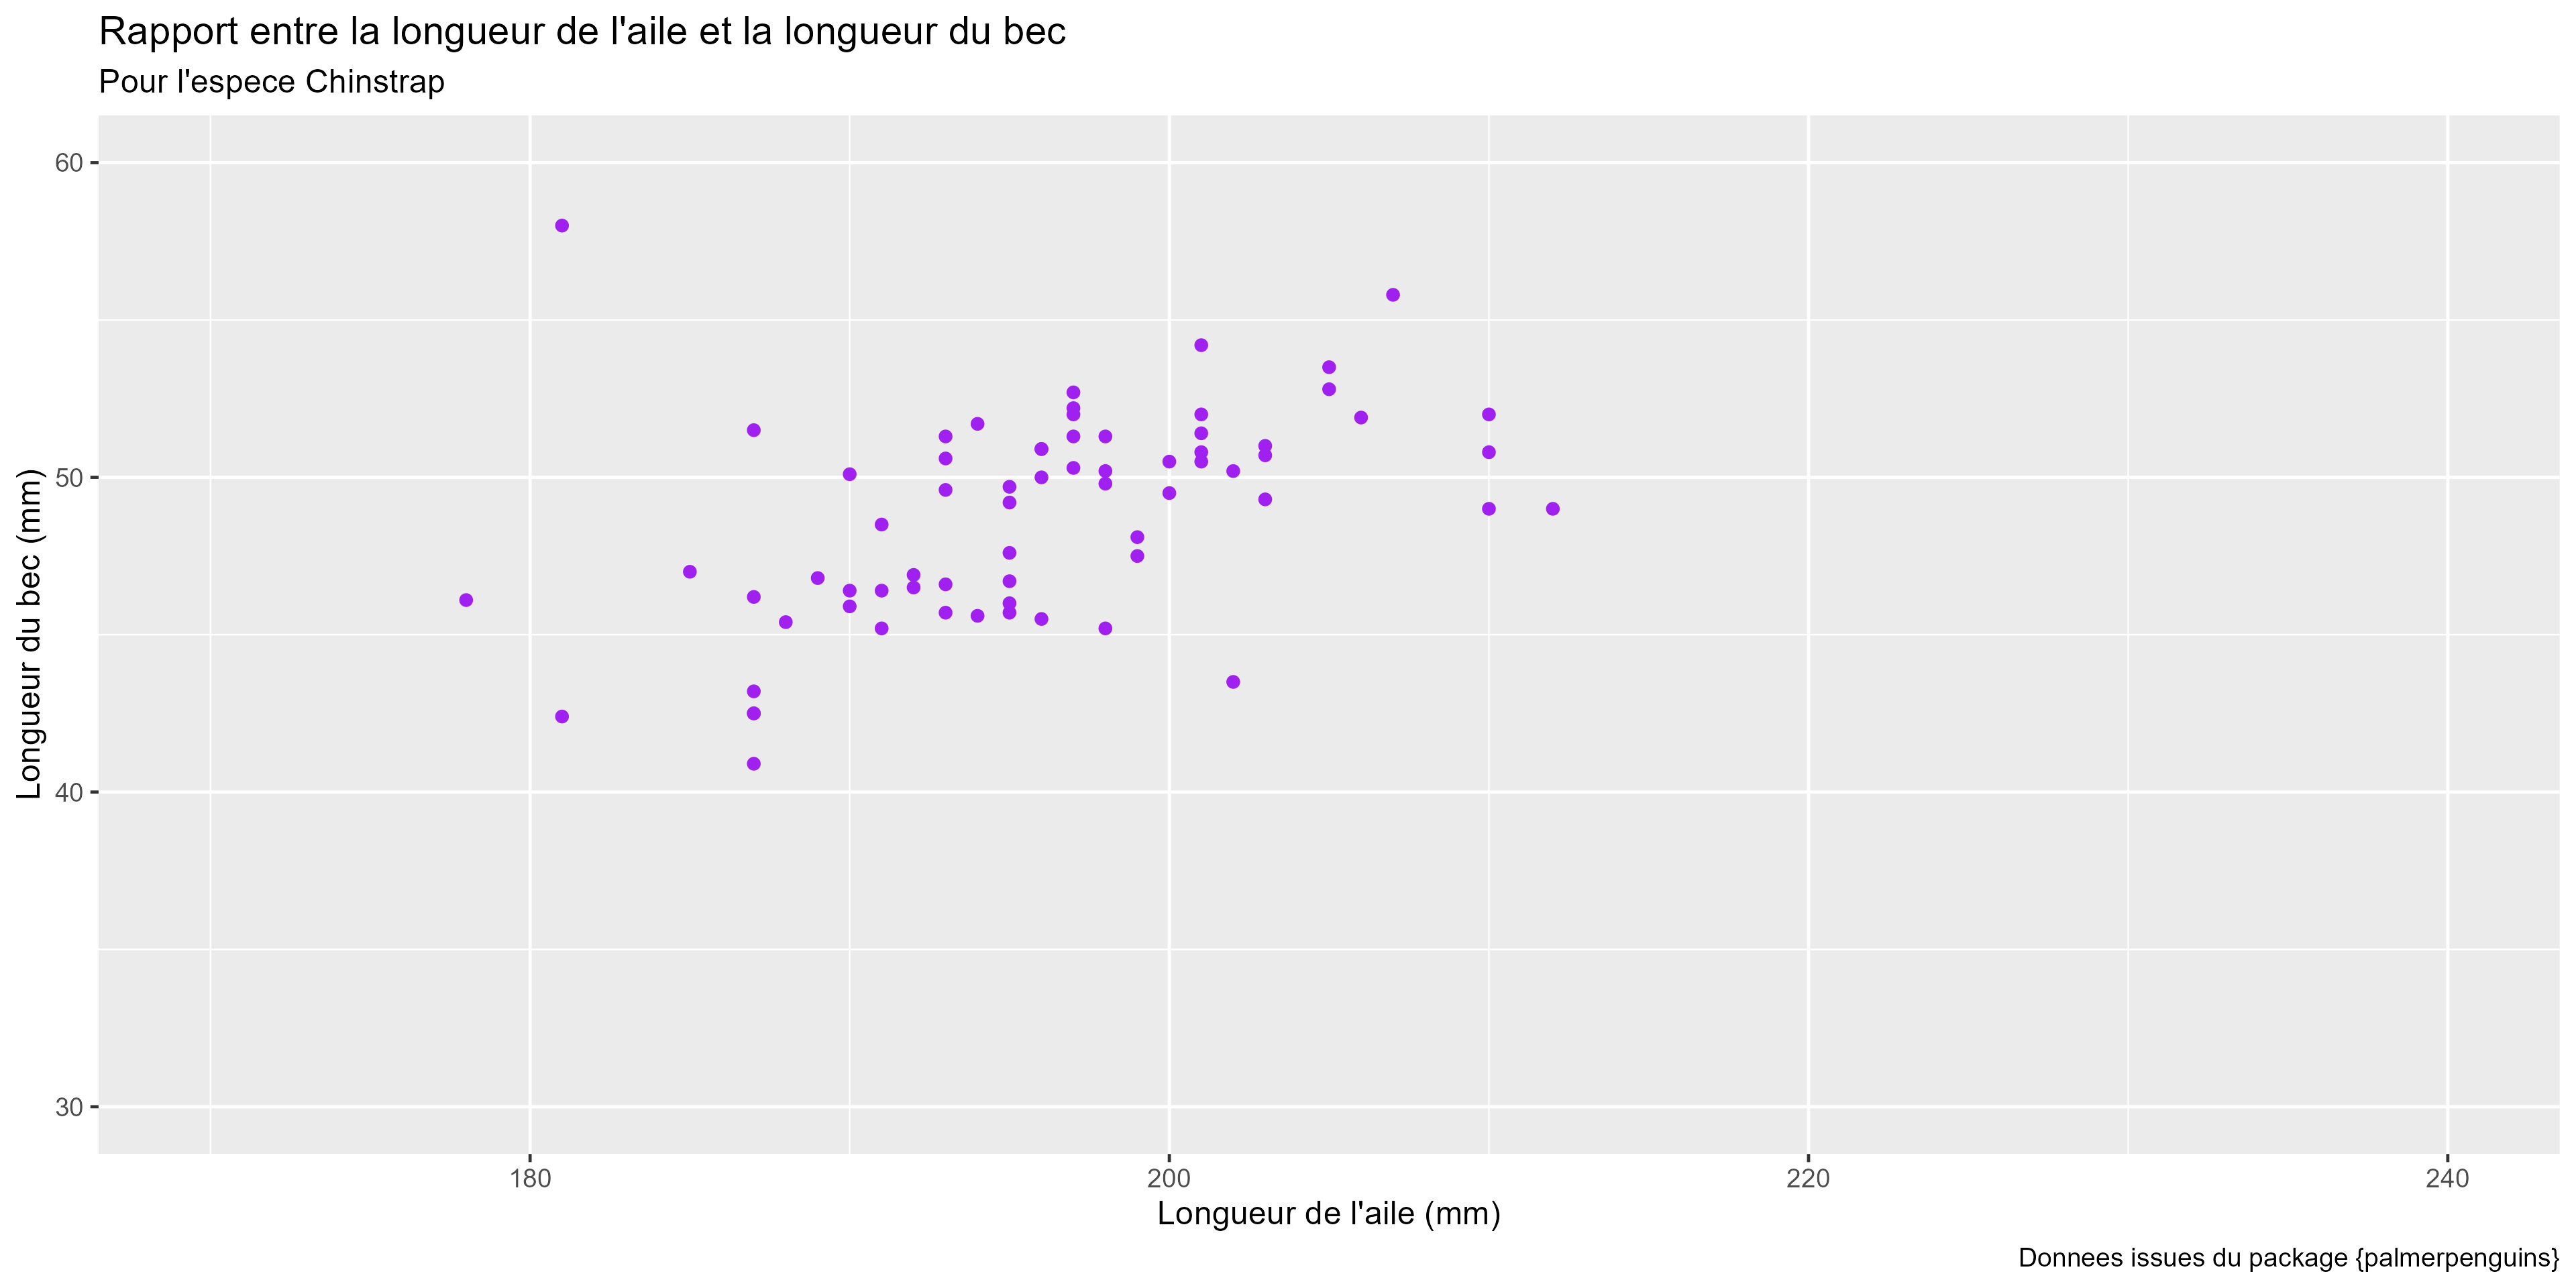 Rapport entre la longueur de l'aile et la longueur du bec
Pour l'espece Chinstrap
60
50
40
30
Longueur du bec (mm)
180
200
220
240
Longueur de l'aile (mm)
Donnees issues du package {palmerpenguins}